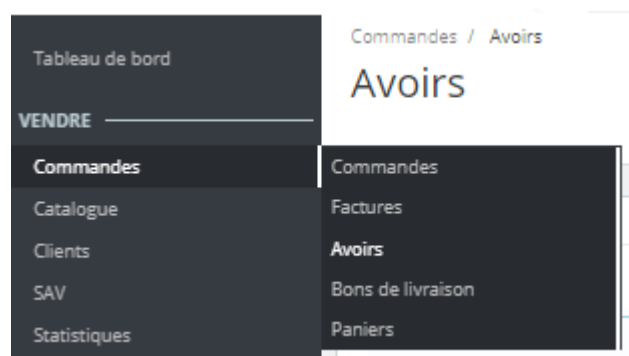 Tableau de bord
VENDRE
Commandes
Catalogue
Clients
SAV
Statistiques
Commandes / Avoirs
Avoirs
Commandes
Factures
Avoirs
Bons de livraison
Paniers